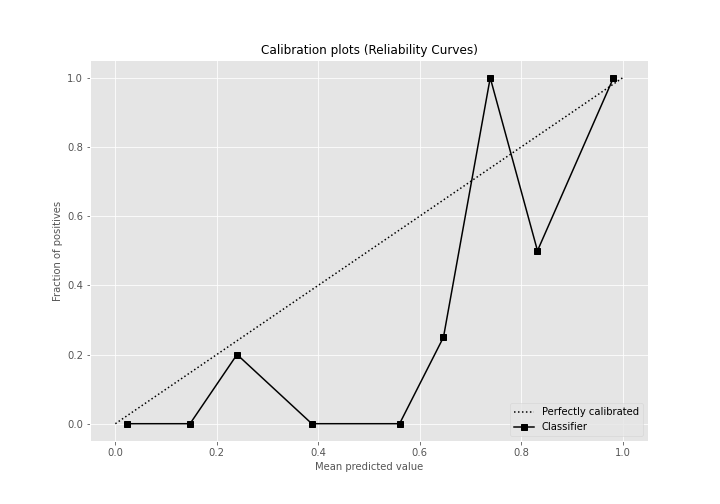 Calibration plots (Reliability Curves)
1.0
0.8
0.6
0.4
0.2
0.0
Fraction of positives
0.0 0.2 0.4 0.6 0.8 1.0
Mean predicted value
Perfectly calibrated
Classifier